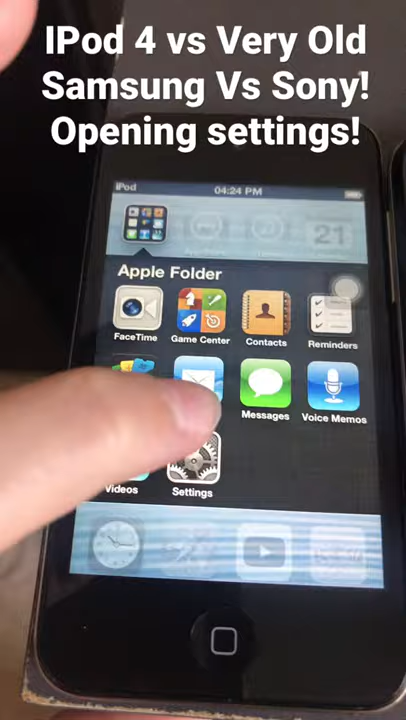 IPod 4 vs Very Old
Samsung Vs Sony!
Opening settings!
iPod 04:24 PM
21
Apple Folder
FaceTime Game Center Contacts Reminders
Messages Voice Memos
Videos Settings